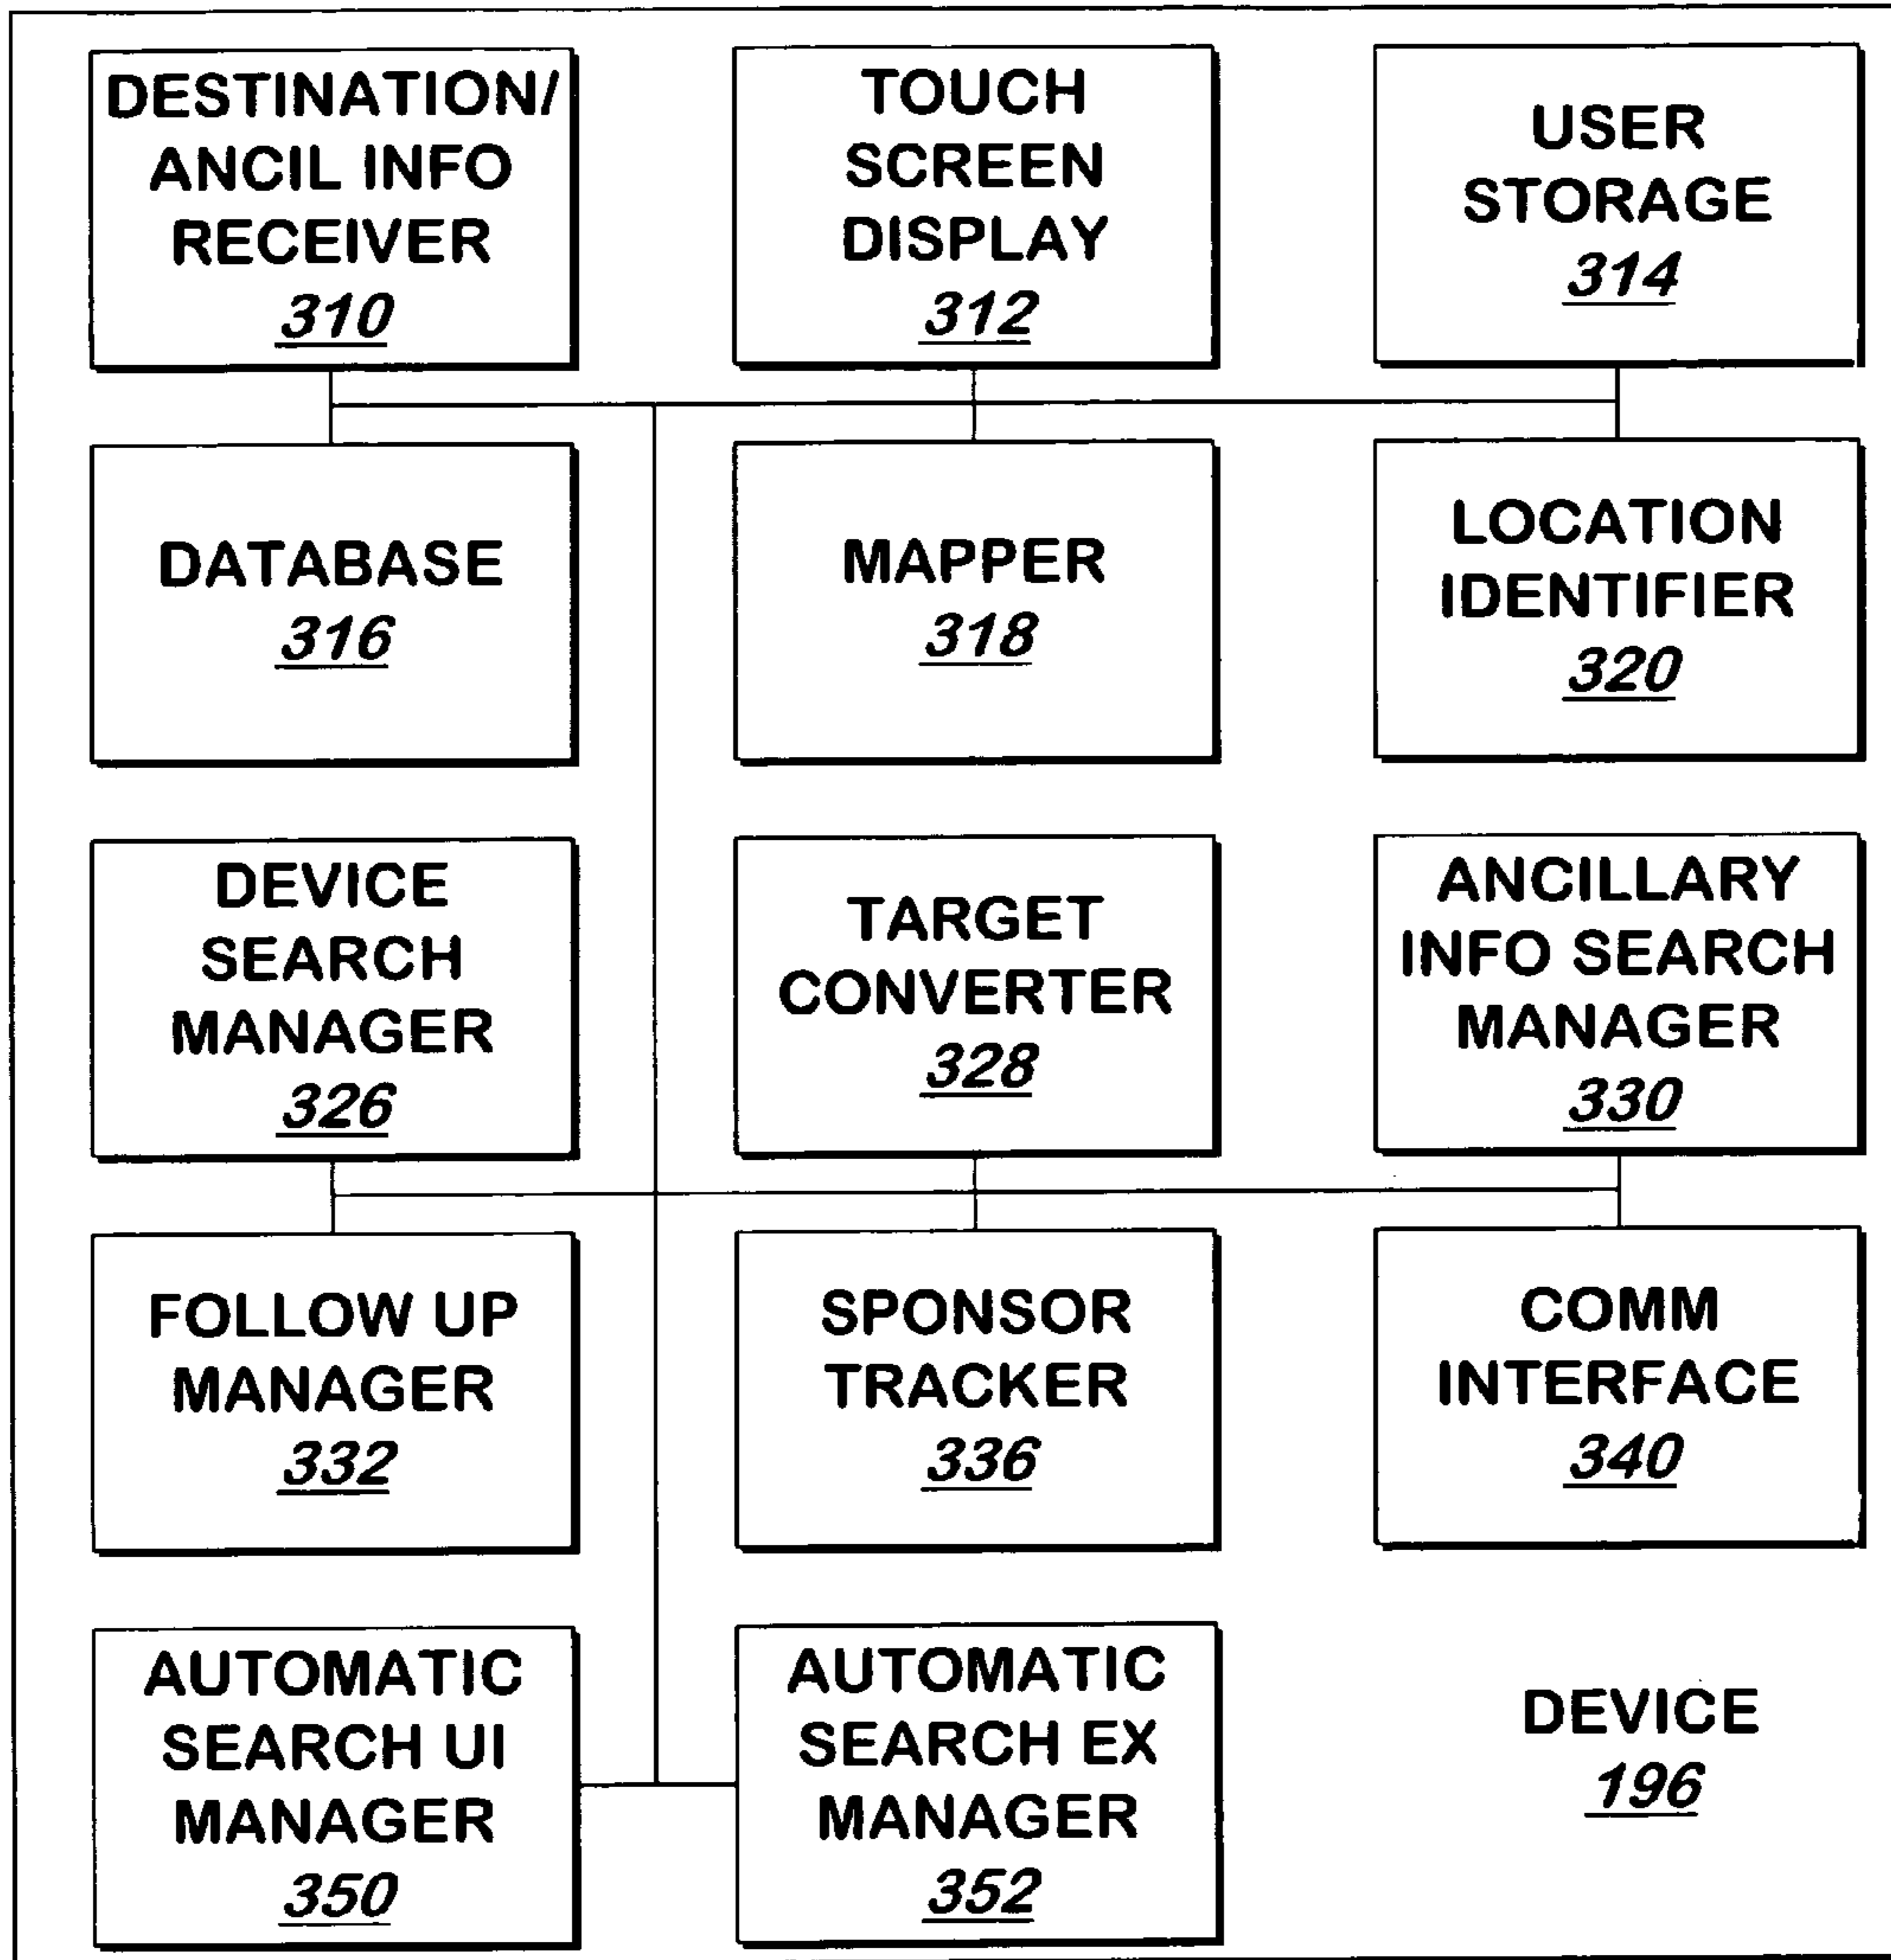 DESTINATION/
ANCIL INFO
RECEIVER
310
TOUCH
SCREEN
DISPLAY
312
USER
STORAGE
314
DATABASE
316
MAPPER
318
LOCATION
IDENTIFIER
320
DEVICE
SEARCH
MANAGER
326
TARGET
CONVERTER
328
ANCILLARY
INFO SEARCH
MANAGER
330
FOLLOW UP
MANAGER
332
SPONSOR
TRACKER
336
COMM
INTERFACE
340
AUTOMATIC
SEARCH UI
MANAGER
350
AUTOMATIC
SEARCH EX
MANAGER
352
DEVICE
196